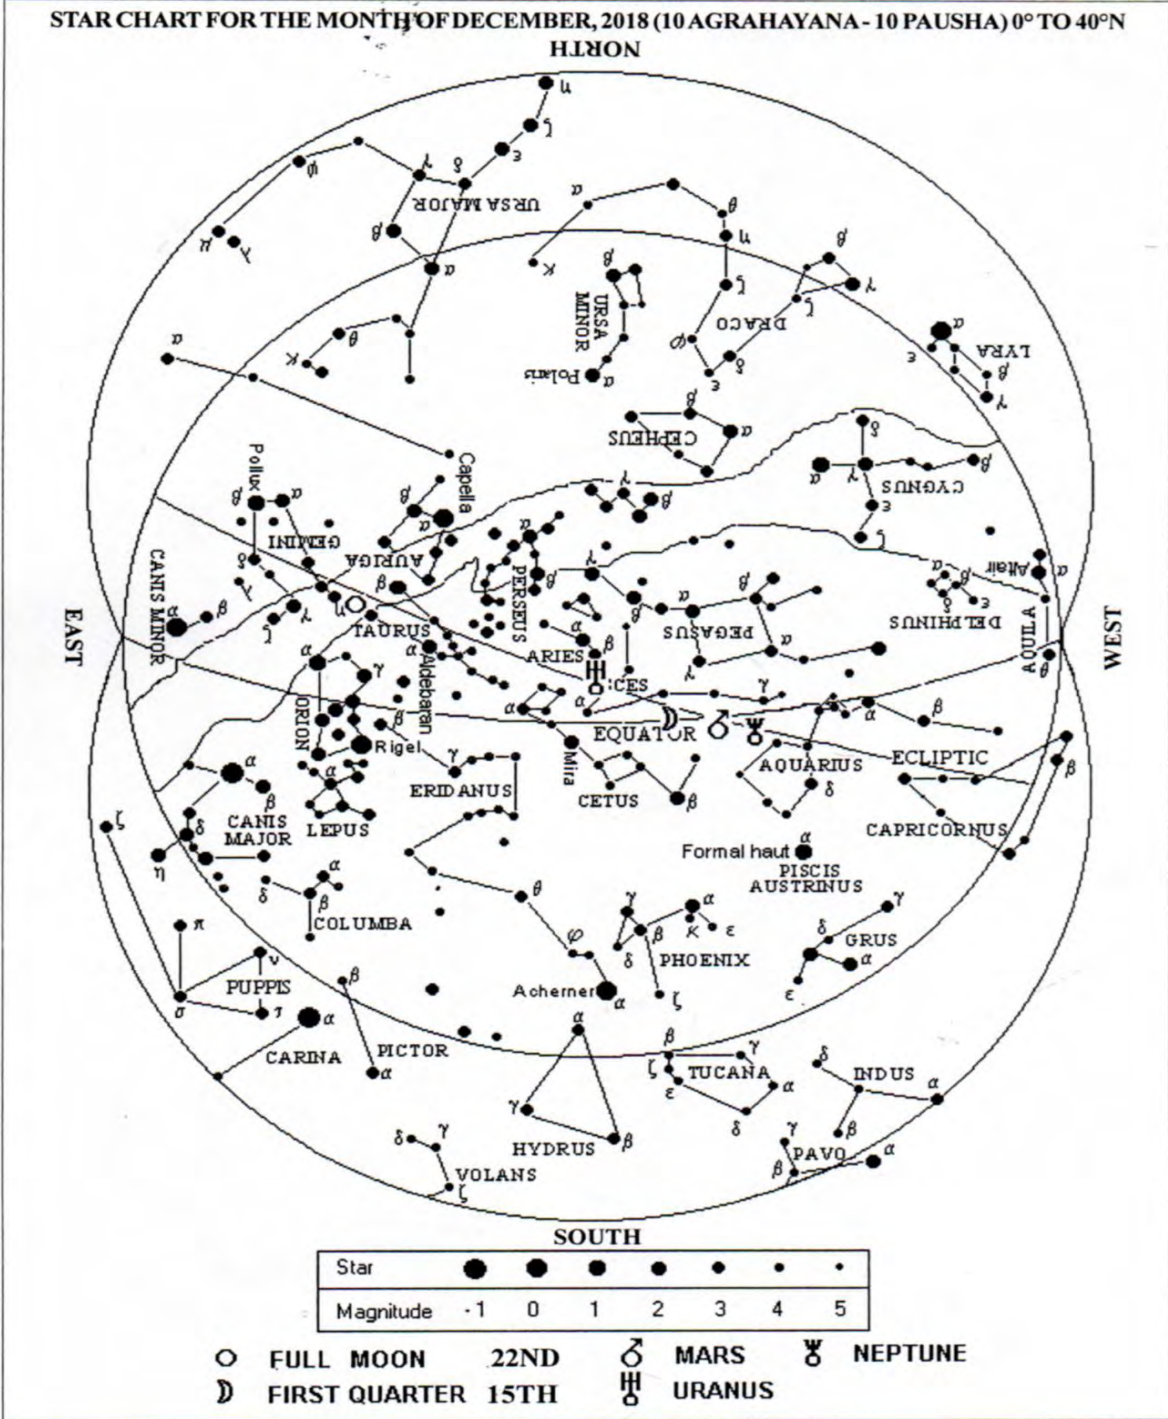 STAR CHART FOR THE MONTH OF DECEMBER, 2018 (10 AGRAHAYANA - 10 PAUSHA) 0° TO 40°N
NORTH
η
ζ
ε
δ
γ
φ
URSA MAJOR
β
μ
λ
α
α
θ
η
κ
β
γ
ζ
ζ
β
URSA MINOR
DRACO
φ
δ
ε
Polaris
α
α
ε
LYRA
β
γ
α
κ
θ
β
CEPHEUS
α
δ
α
γ
β
CYGNUS
ε
ζ
Pollux
β
α
GEMINI
δ
λ
ζ
γ
η
Capella
β
α
AURIGA
β
γ
β
α
PERSEUS
β
γ
β
α
β
PEGASUS
α
γ
α
β
δ
ε
DELPHINUS
Altair
α
AQUILA
θ
EAST
WEST
CANIS MINOR
α
β
TAURUS
Aldebaran
ARIES
α
β
CES
α
α
γ
α
β
α
γ
ORION
β
Rigel
EQUATOR
ECLIPTIC
Mira
γ
ERIDANUS
CETUS
β
AQUARIUS
δ
β
CAPRICORNUS
α
β
CANIS MAJOR
δ
η
ζ
α
LEPUS
Formal haut
α
PISCIS AUSTRINUS
α
δ
β
COLUMBA
θ
φ
γ
α
β
κ
ε
δ
PHOENIX
ζ
γ
δ
GRUS
α
ε
π
ν
PUPPIS
σ
τ
β
Acherner
α
α
CARINA
PICTOR
α
α
β
γ
ζ
TUCANA
ε
α
δ
δ
INDUS
α
β
γ
HYDRUS
β
δ
γ
VOLANS
ζ
γ
PAVO
α
β
SOUTH
Star
Magnitude -1 0 1 2 3 4 5
FULL MOON 22ND MARS NEPTUNE
FIRST QUARTER 15TH URANUS